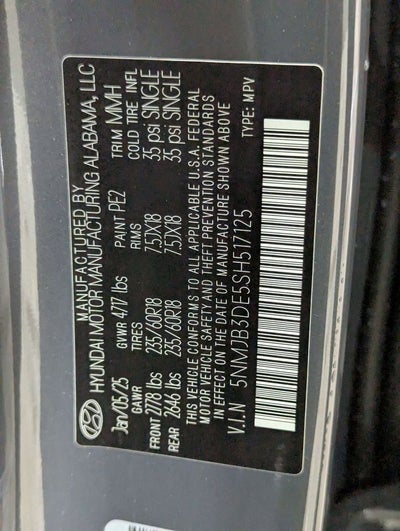 MANUFACTURED BY
HYUNDAI MOTOR MANUFACTURING ALABAMA, LLC
Jan/05/25 GVWR 4717 lbs PAINT PE2 TRIM MMH
GAWR TIRES RIMS COLD TIRE INFL
FRONT 2778 lbs 235/60R18 7.5JX18 35 psi SINGLE
REAR 2646 lbs 235/60R18 7.5JX18 35 psi SINGLE
THIS VEHICLE CONFORMS TO ALL APPLICABLE U.S.A. FEDERAL
MOTOR VEHICLE SAFETY AND THEFT PREVENTION STANDARDS
IN EFFECT ON THE DATE OF MANUFACTURE SHOWN ABOVE
V.I.N 5NMJB3DE5SH517125 TYPE: MPV